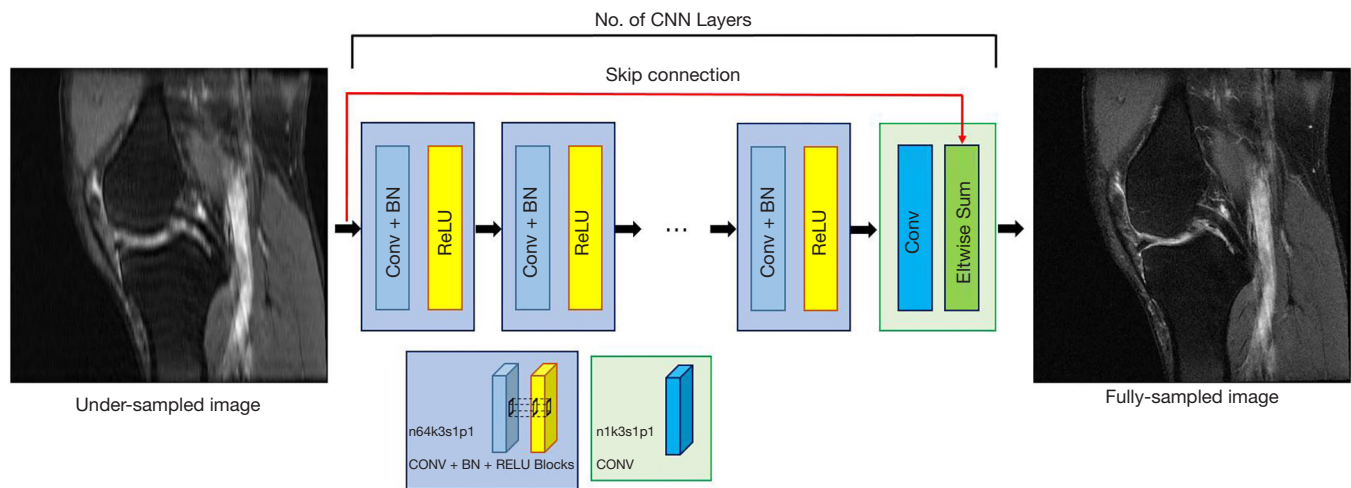 No. of CNN Layers
Skip connection
Conv + BN
ReLU
Conv + BN
ReLU
...
Conv + BN
ReLU
Conv
Eltwise Sum
Under-sampled image
Fully-sampled image
n64k3s1p1
CONV + BN + RELU Blocks
n1k3s1p1
CONV